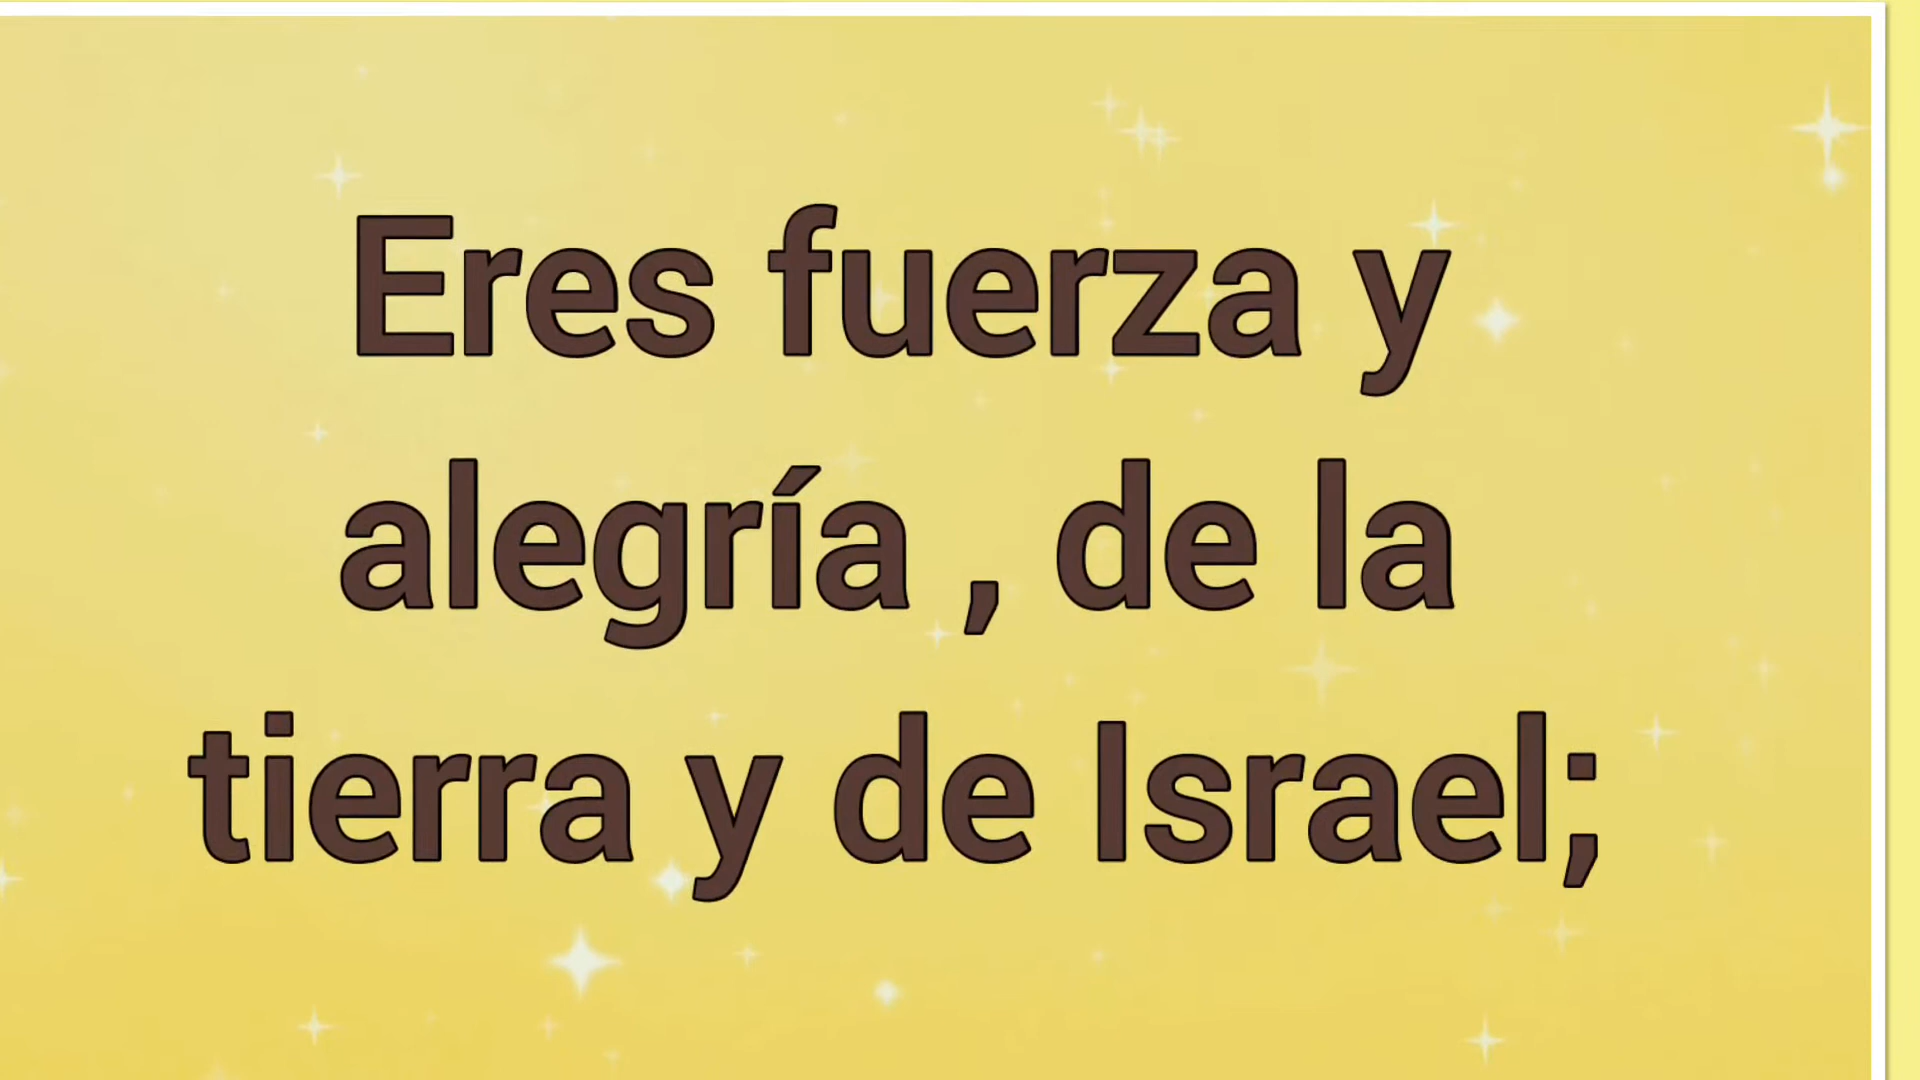 Eres fuerza y
alegría , de la
tierra y de Israel;